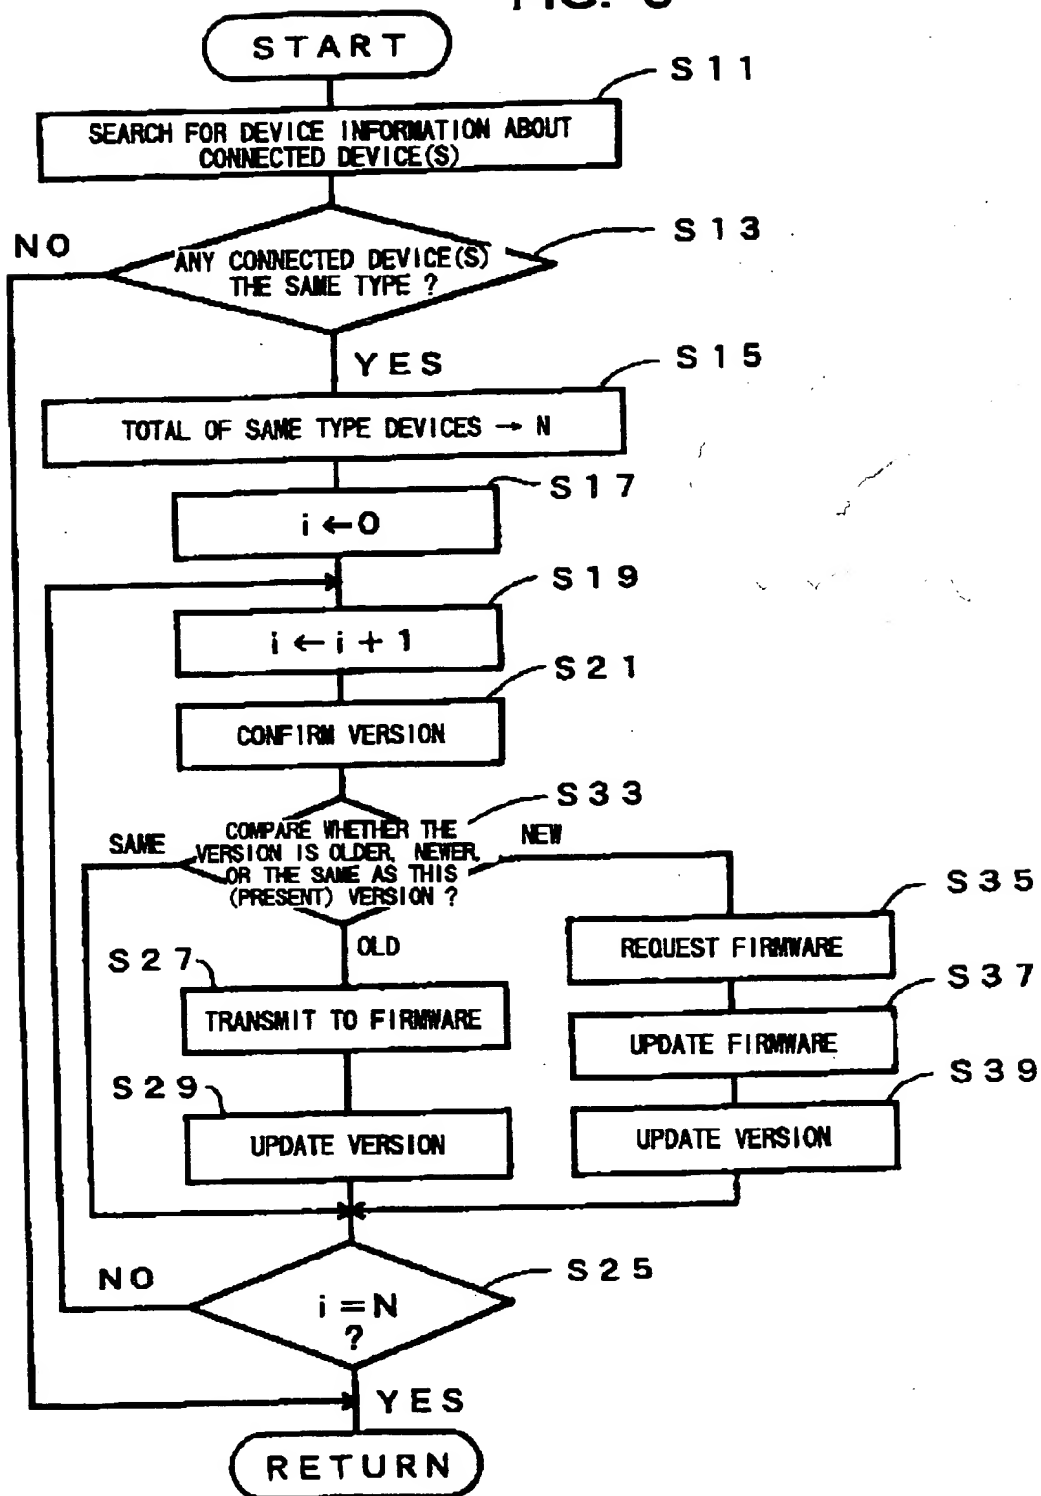 START
S11
SEARCH FOR DEVICE INFORMATION ABOUT
CONNECTED DEVICE(S)
S13
NO
ANY CONNECTED DEVICE(S)
THE SAME TYPE ?
YES
S15
TOTAL OF SAME TYPE DEVICES → N
S17
i ← 0
S19
i ← i + 1
S21
CONFIRM VERSION
S33
SAME
COMPARE WHETHER THE
VERSION IS OLDER, NEWER,
OR THE SAME AS THIS
(PRESENT) VERSION ?
NEW
OLD
S35
REQUEST FIRMWARE
S27
TRANSMIT TO FIRMWARE
S37
UPDATE FIRMWARE
S29
UPDATE VERSION
S39
UPDATE VERSION
S25
NO
i = N
?
YES
RETURN